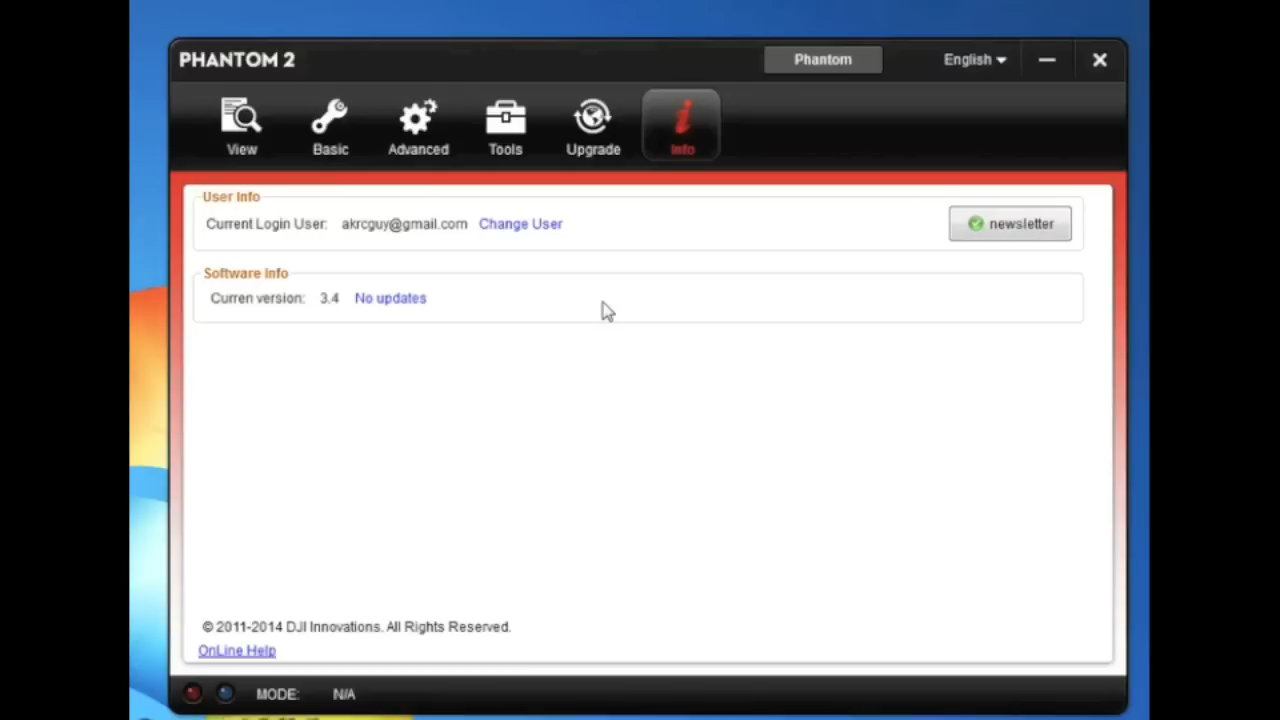 PHANTOM 2
Phantom
English
View
Basic
Advanced
Tools
Upgrade
Info
User Info
Current Login User: akrcguy@gmail.com Change User
newsletter
Software Info
Curren version: 3.4 No updates
© 2011-2014 DJI Innovations. All Rights Reserved.
OnLine Help
MODE: N/A